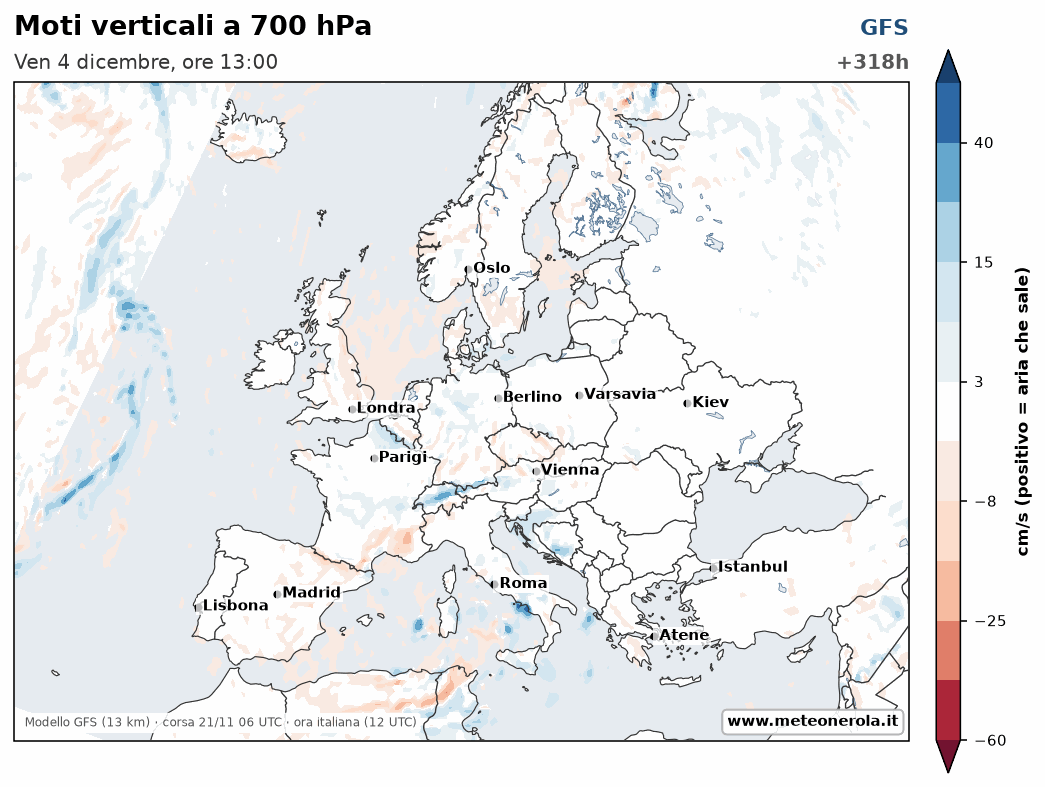 Moti verticali a 700 hPa
GFS
Ven 4 dicembre, ore 13:00
+318h
Oslo
Londra
Berlino
Varsavia
Kiev
Parigi
Vienna
Lisbona
Madrid
Roma
Istanbul
Atene
Modello GFS (13 km) · corsa 21/11 06 UTC · ora italiana (12 UTC)
www.meteonerola.it
40
15
3
−8
−25
−60
cm/s (positivo = aria che sale)